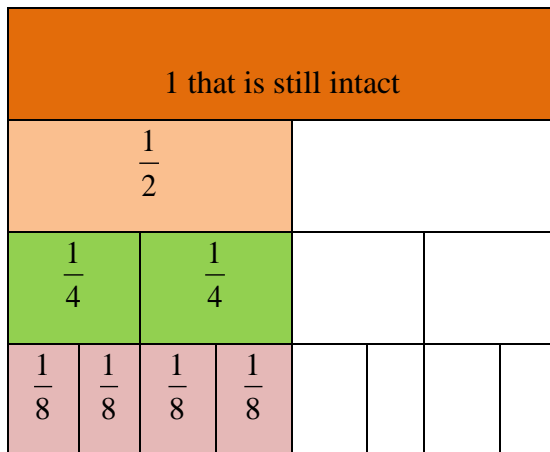 1 that is still intact
1/2
1/4 1/4
1/8 1/8 1/8 1/8